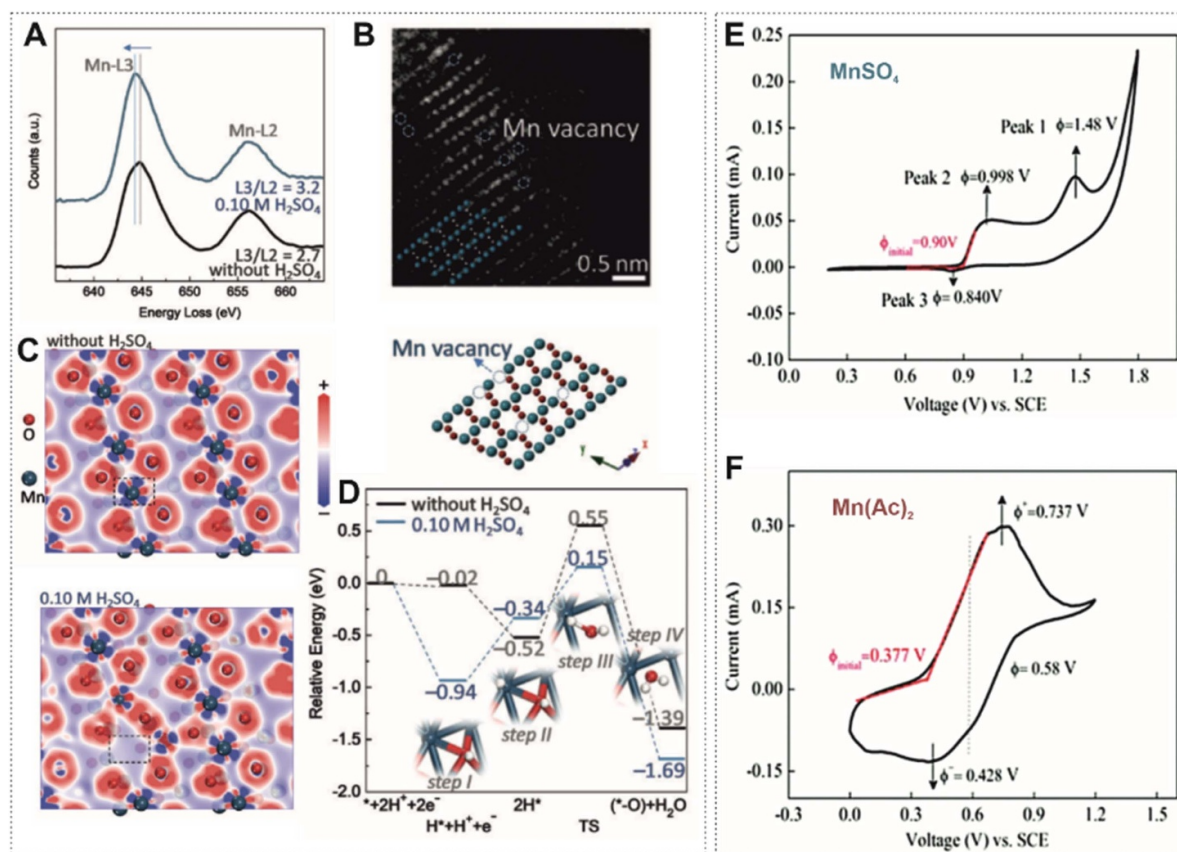 A
Mn-L3
Mn-L2
L3/L2 = 3.2
0.10 M H₂SO₄
L3/L2 = 2.7
without H₂SO₄
Counts (a.u.)
640 645 655 660
Energy Loss (eV)
B
Mn vacancy
0.5 nm
Mn vacancy
y
z
x
C
without H₂SO₄
O
Mn
+
−
0.10 M H₂SO₄
D
without H₂SO₄
0.10 M H₂SO₄
Relative Energy (eV)
0.5
0.0
-0.5
-1.0
-1.5
-2.0
0
−0.02
−0.94
−0.34
−0.52
0.55
0.15
−1.39
−1.69
step I
step II
step III
step IV
*+2H⁺+2e⁻
H*+H⁺+e⁻
2H*
TS
(*-O)+H₂O
E
MnSO₄
Peak 1 ϕ=1.48 V
Peak 2 ϕ=0.998 V
ϕinitial=0.90V
Peak 3 ϕ=0.840V
Current (mA)
0.25
0.20
0.15
0.10
0.05
0.00
-0.05
-0.10
0.0 0.3 0.6 0.9 1.2 1.5 1.8
Voltage (V) vs. SCE
F
Mn(Ac)₂
ϕ⁺=0.737 V
ϕinitial=0.377 V
ϕ= 0.58 V
ϕ⁻= 0.428 V
Current (mA)
0.30
0.15
0.00
-0.15
0.0 0.3 0.6 0.9 1.2 1.5
Voltage (V) vs. SCE